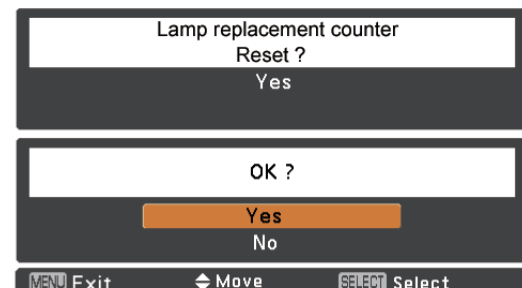 Lamp replacement counter
Reset ?
Yes
OK ?
Yes
No
MENU Exit Move SELECT Select